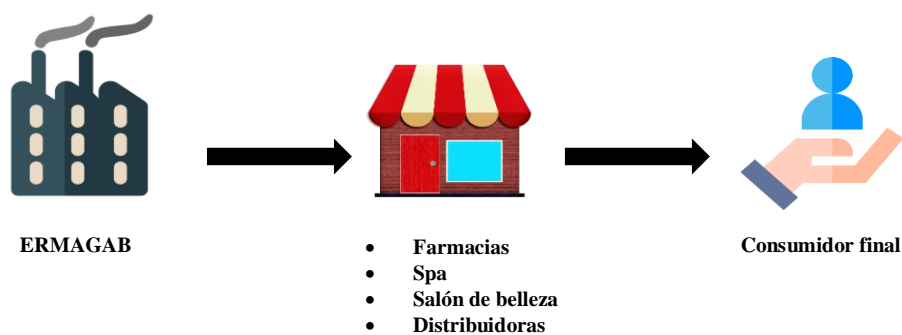 ERMAGAB
• Farmacias
• Spa
• Salón de belleza
• Distribuidoras
Consumidor final